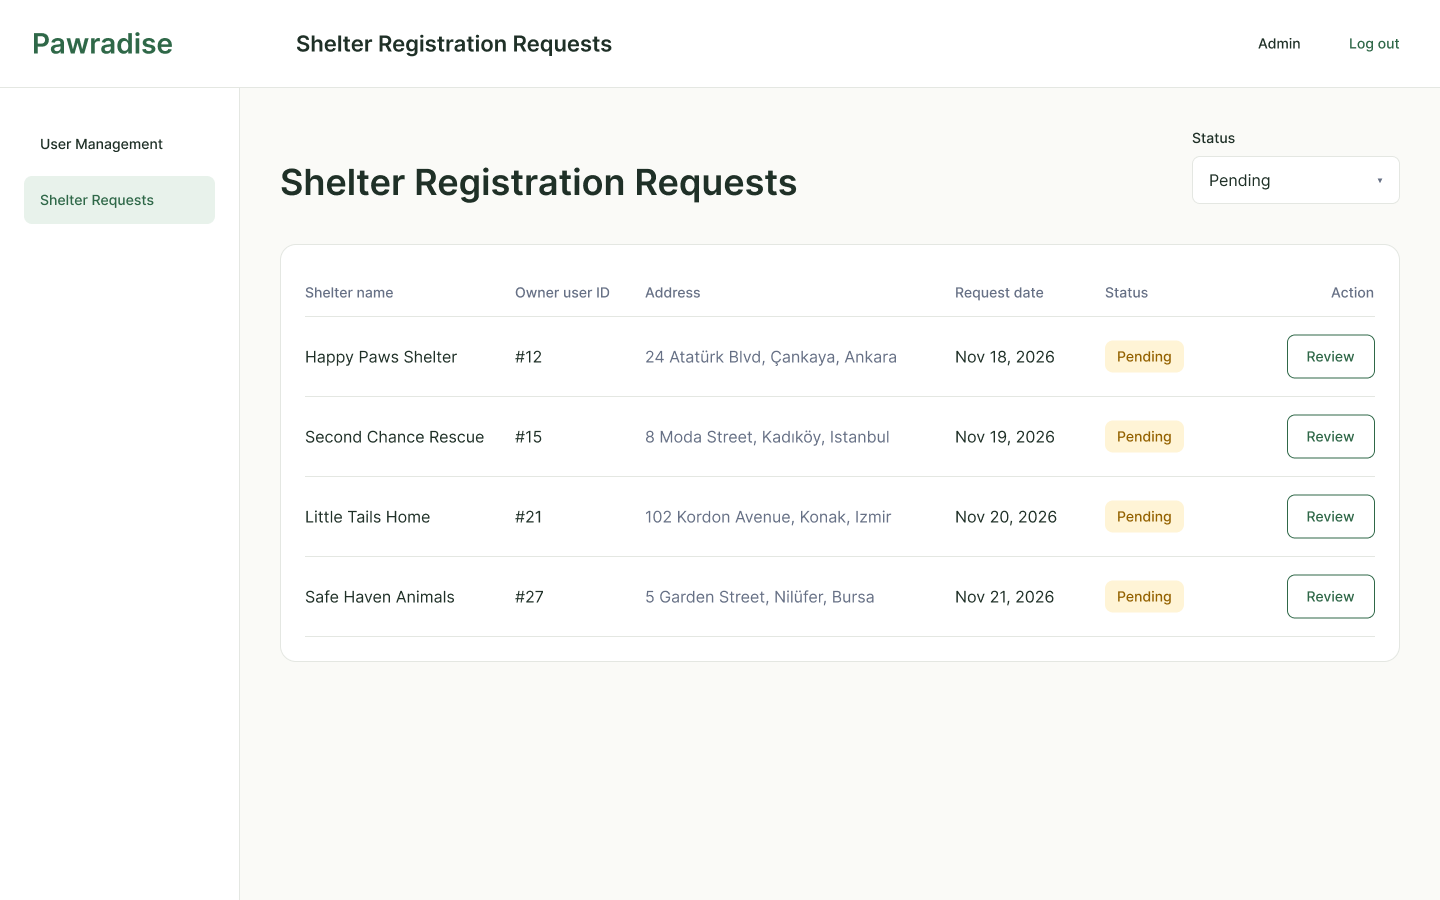 Pawradise
Shelter Registration Requests
Admin
Log out
User Management
Shelter Requests
Shelter Registration Requests
Status
Pending
Shelter name Owner user ID Address Request date Status Action
Happy Paws Shelter #12 24 Atatürk Blvd, Çankaya, Ankara Nov 18, 2026 Pending Review
Second Chance Rescue #15 8 Moda Street, Kadıköy, Istanbul Nov 19, 2026 Pending Review
Little Tails Home #21 102 Kordon Avenue, Konak, Izmir Nov 20, 2026 Pending Review
Safe Haven Animals #27 5 Garden Street, Nilüfer, Bursa Nov 21, 2026 Pending Review